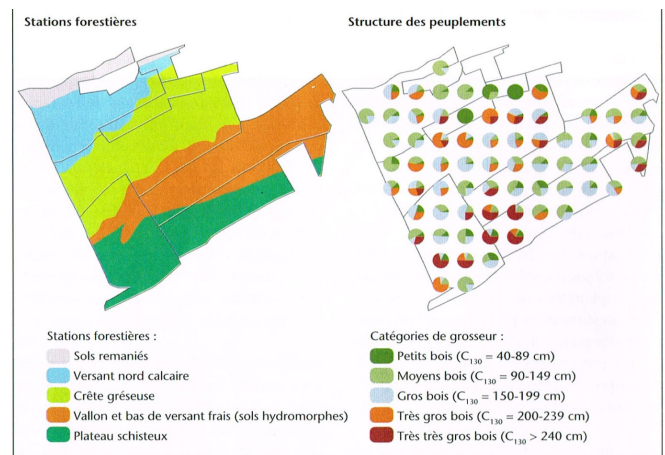 Stations forestières
Structure des peuplements
Stations forestières :
Sols remaniés
Versant nord calcaire
Crête gréseuse
Vallon et bas de versant frais (sols hydromorphes)
Plateau schisteux
Catégories de grosseur :
Petits bois (C₁₃₀ = 40-89 cm)
Moyens bois (C₁₃₀ = 90-149 cm)
Gros bois (C₁₃₀ = 150-199 cm)
Très gros bois (C₁₃₀ = 200-239 cm)
Très très gros bois (C₁₃₀ > 240 cm)